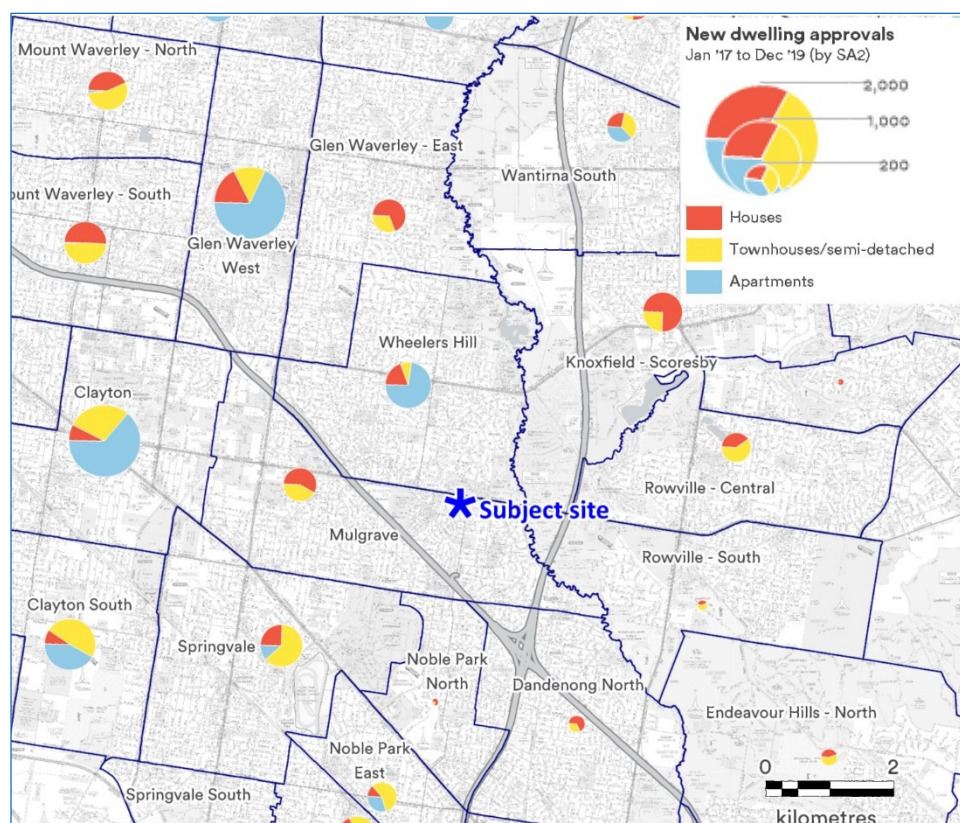 New dwelling approvals
Jan '17 to Dec '19 (by SA2)
2,000
1,000
200
Houses
Townhouses/semi-detached
Apartments
Mount Waverley - North
Glen Waverley - East
Wantirna South
ount Waverley - South
Glen Waverley
West
Wheelers Hill
Knoxfield - Scoresby
Clayton
Rowville - Central
Subject site
Mulgrave
Rowville - South
Clayton South
Springvale
Noble Park
North
Dandenong North
Endeavour Hills - North
Noble Park
East
Springvale South
0 2
kilometres